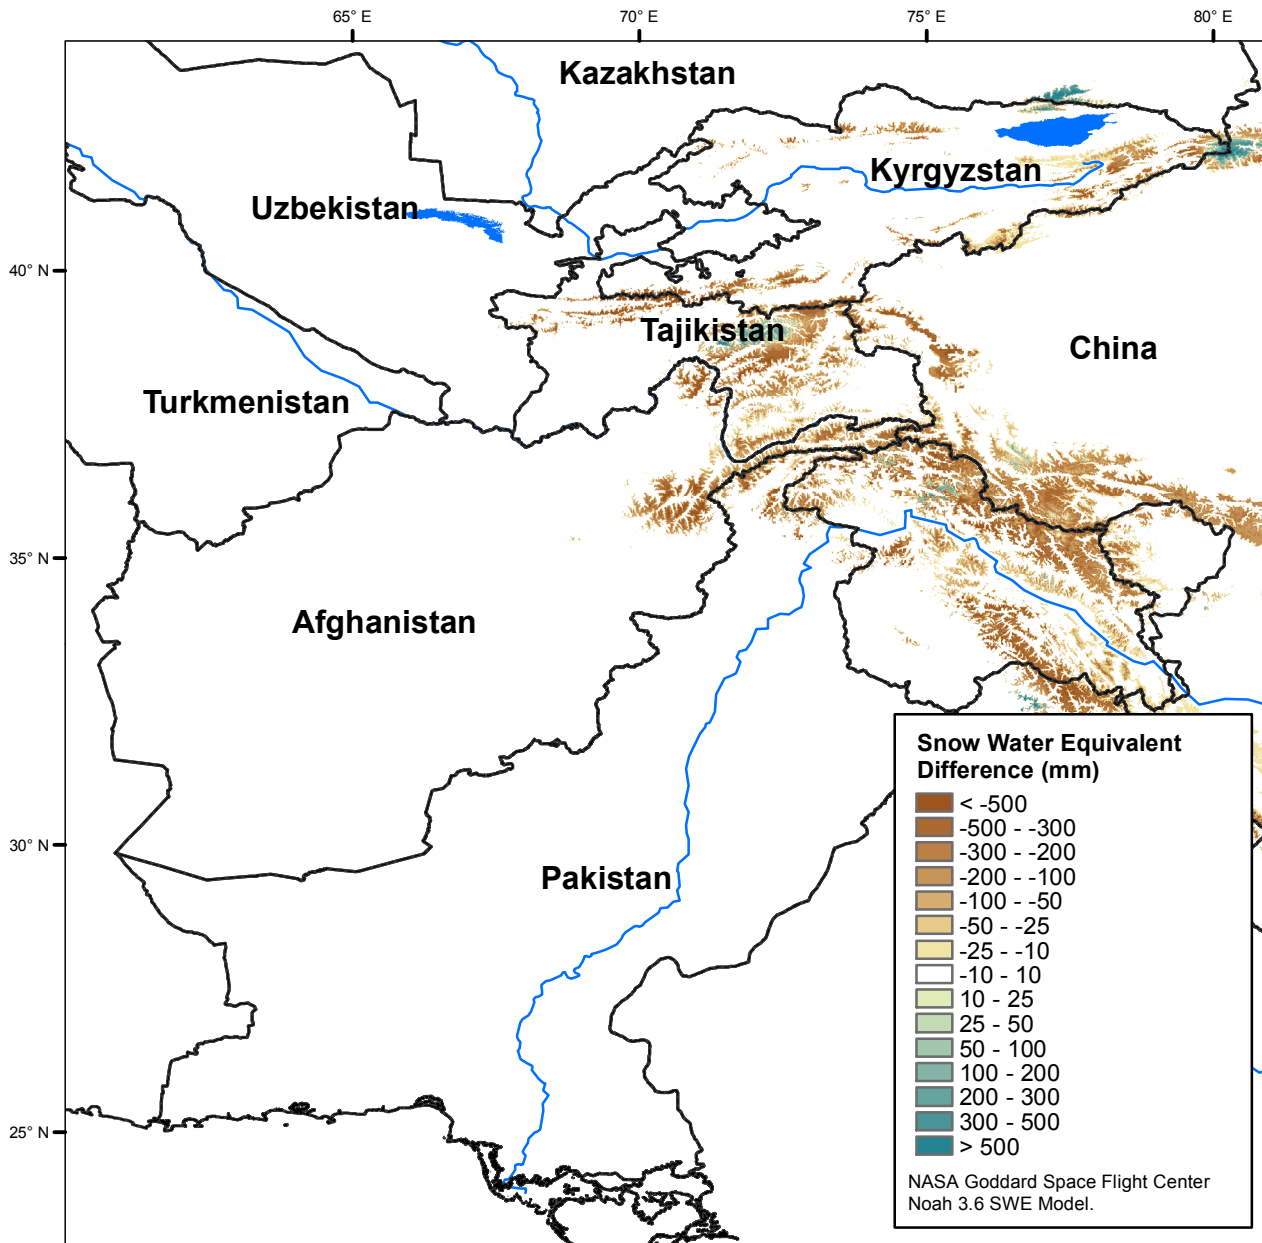 65° E
70° E
75° E
80° E
Kazakhstan
Kyrgyzstan
Uzbekistan
40° N
Tajikistan
China
Turkmenistan
35° N
Afghanistan
30° N
Pakistan
25° N
Snow Water Equivalent
Difference (mm)
< -500
-500 - -300
-300 - -200
-200 - -100
-100 - -50
-50 - -25
-25 - -10
-10 - 10
10 - 25
25 - 50
50 - 100
100 - 200
200 - 300
300 - 500
> 500
NASA Goddard Space Flight Center
Noah 3.6 SWE Model.